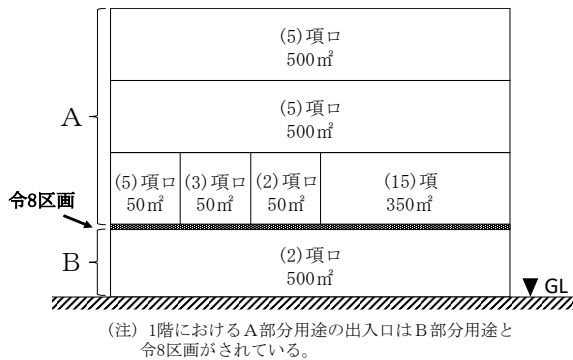 (5)項ロ
500㎡
A
(5)項ロ
500㎡
(5)項ロ
50㎡
(3)項ロ
50㎡
(2)項ロ
50㎡
(15)項
350㎡
令8区画
B
(2)項ロ
500㎡
GL
(注) 1階におけるA部分用途の出入口はB部分用途と
令8区画がされている。